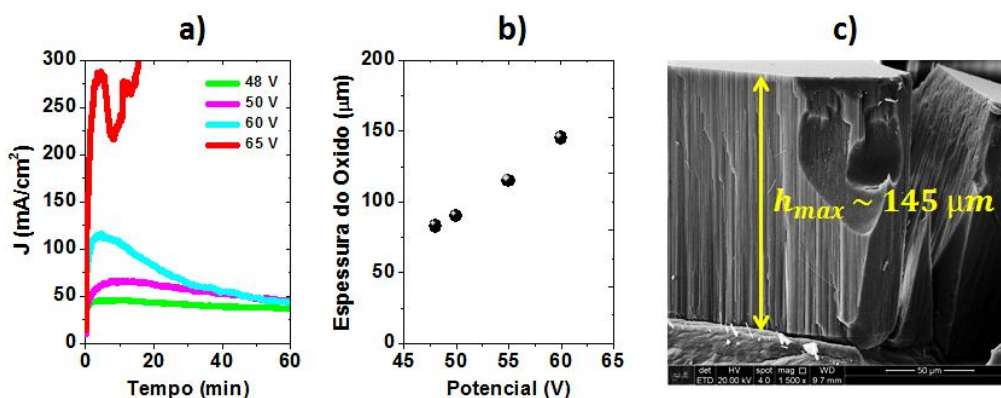 a)
300
250
200
150
100
50
0
J (mA/cm²)
48 V
50 V
60 V
65 V
0 20 40 60
Tempo (min)
b)
200
150
100
50
0
Espessura do Oxido (μm)
45 50 55 60 65
Potencial (V)
c)
h_max ~ 145 μm
det HV spot mag □ WD
ETD 20.00 kV 4.0 1 500 x 9.7 mm
50 μm